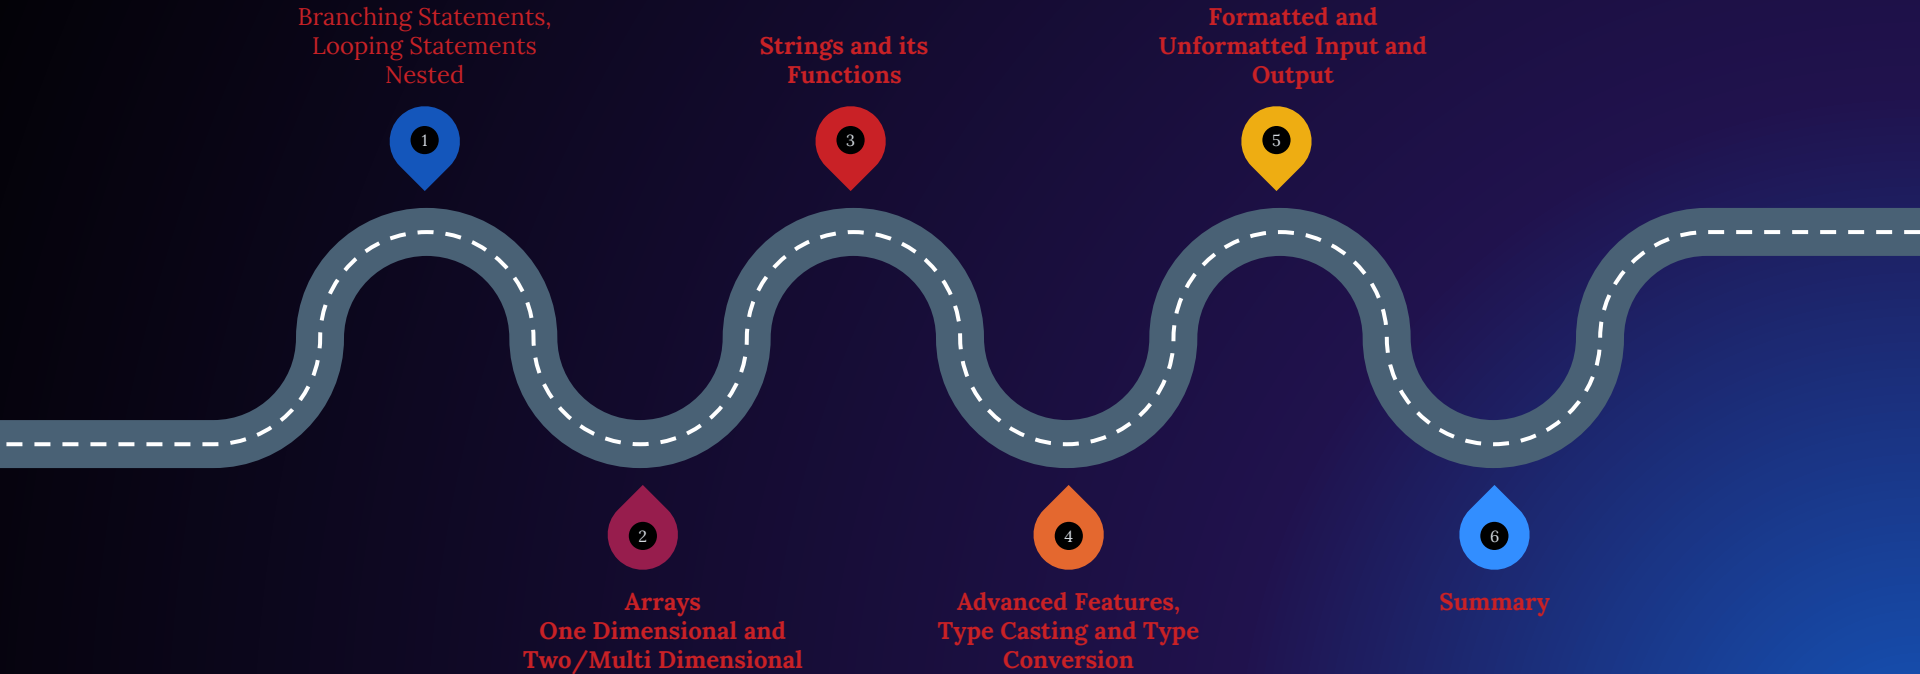 Branching Statements,
Looping Statements
Nested
1
Arrays
One Dimensional and
Two/Multi Dimensional
2
Strings and its
Functions
3
Advanced Features,
Type Casting and Type
Conversion
4
Formatted and
Unformatted Input and
Output
5
Summary
6